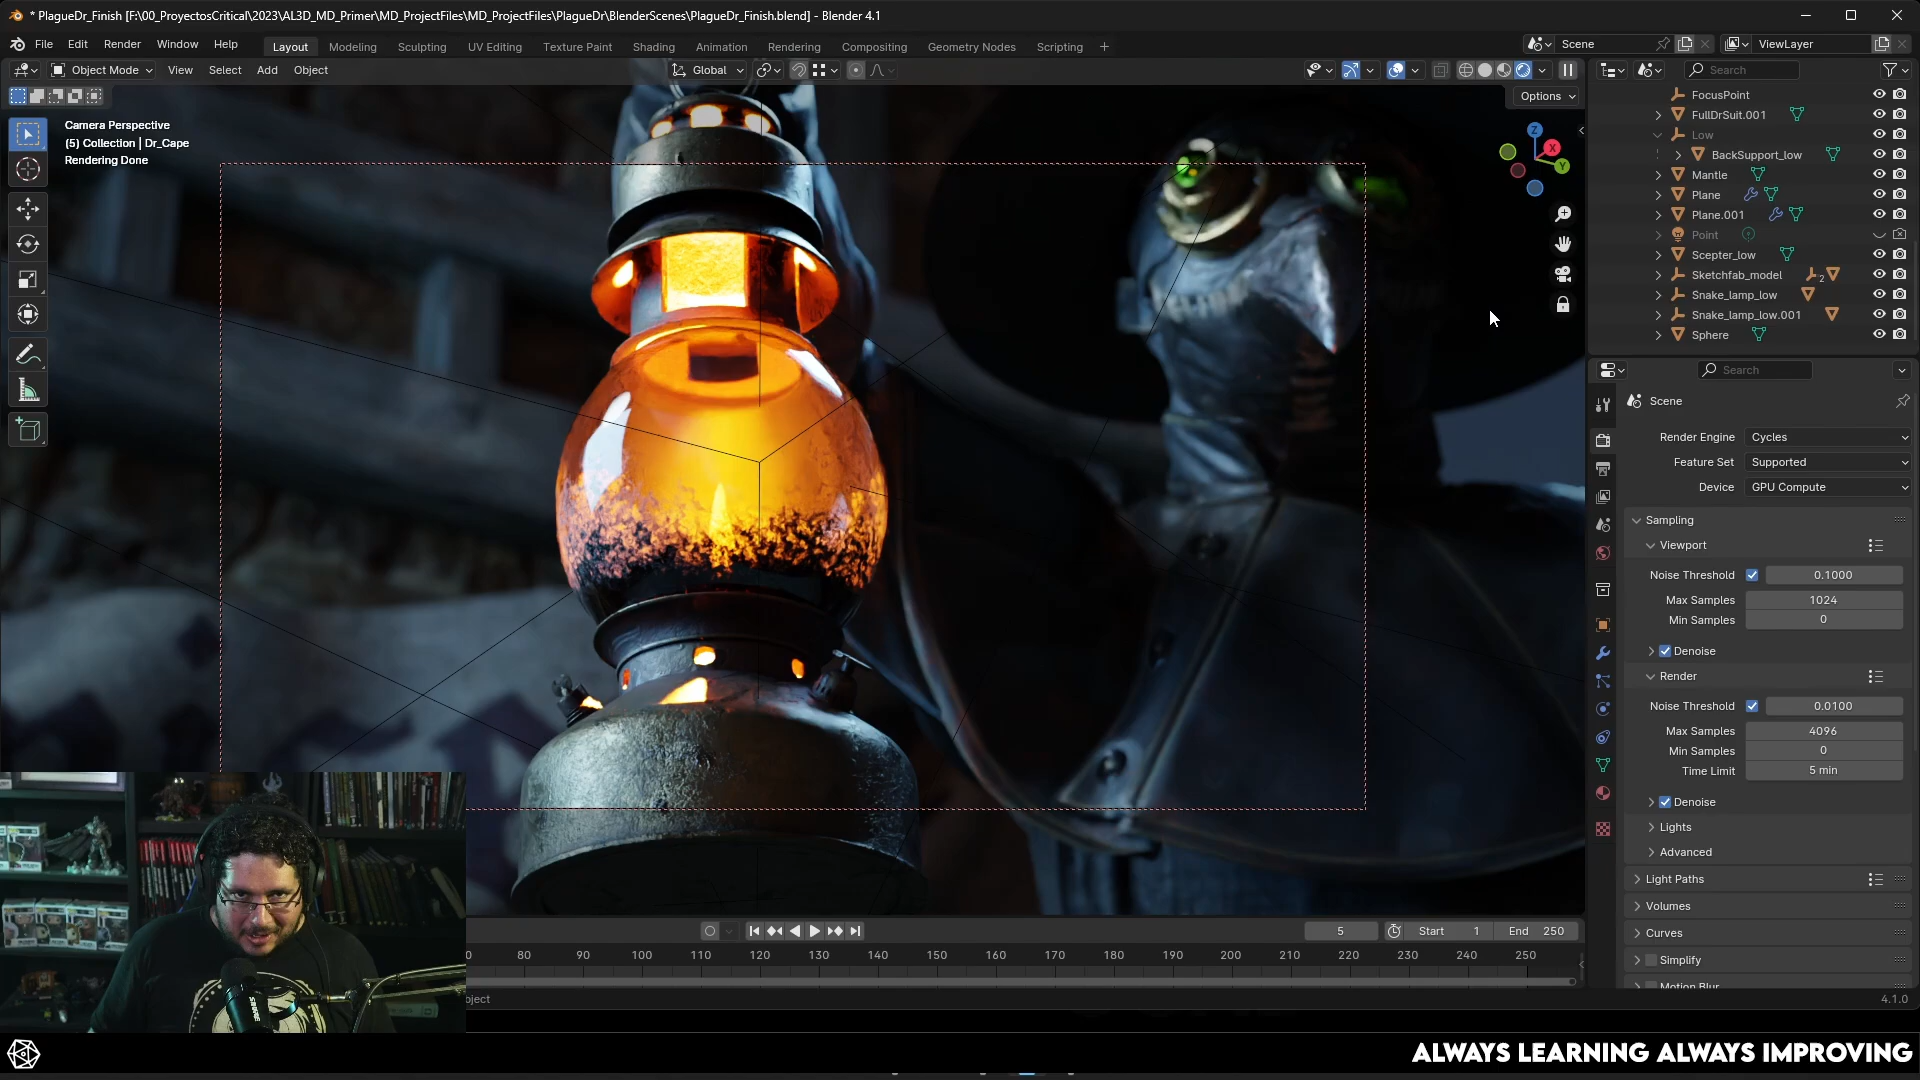 * PlagueDr_Finish [F:\00_ProyectosCritical\2023\AL3D_MD_Primer\MD_ProjectFiles\MD_ProjectFiles\PlagueDr\BlenderScenes\PlagueDr_Finish.blend] - Blender 4.1
File Edit Render Window Help
Layout Modeling Sculpting UV Editing Texture Paint Shading Animation Rendering Compositing Geometry Nodes Scripting +
Scene
ViewLayer
Object Mode View Select Add Object
Global
Search
Options
Camera Perspective
(5) Collection | Dr_Cape
Rendering Done
Z
X
Y
FocusPoint
FullDrSuit.001
Low
BackSupport_low
Mantle
Plane
Plane.001
Point
Scepter_low
Sketchfab_model 2
Snake_lamp_low
Snake_lamp_low.001
Sphere
Search
Scene
Render Engine Cycles
Feature Set Supported
Device GPU Compute
Sampling
Viewport
Noise Threshold 0.1000
Max Samples 1024
Min Samples 0
Denoise
Render
Noise Threshold 0.0100
Max Samples 4096
Min Samples 0
Time Limit 5 min
Denoise
Lights
Advanced
Light Paths
Volumes
Curves
Simplify
Motion Blur
5 Start 1 End 250
0 80 90 100 110 120 130 140 150 160 170 180 190 200 210 220 230 240 250
oject
4.1.0
ALWAYS LEARNING ALWAYS IMPROVING